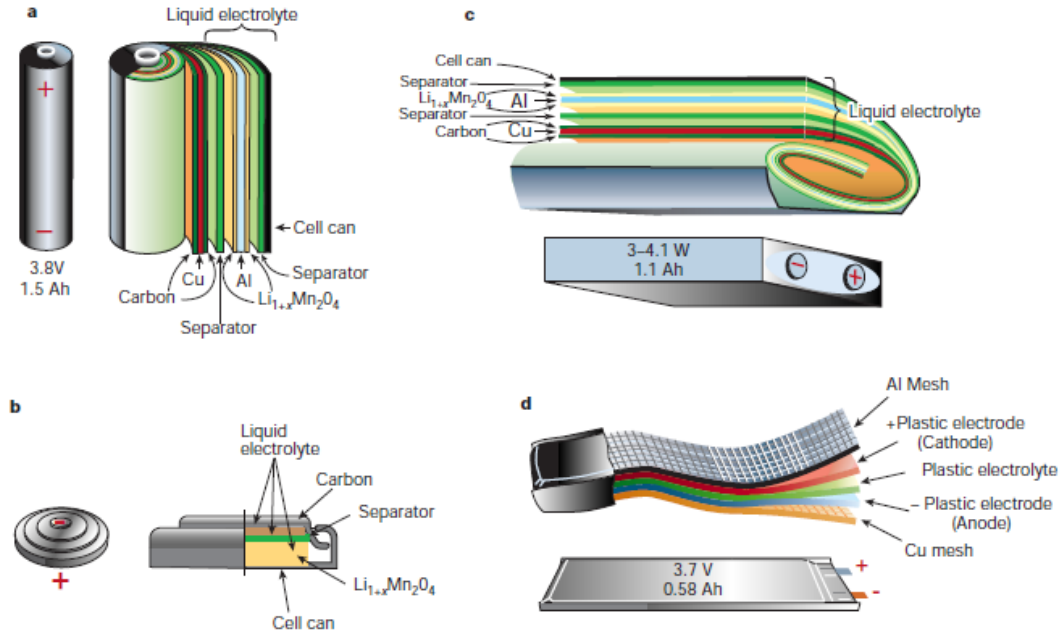 a
Liquid electrolyte
+
−
3.8V
1.5 Ah
Cell can
Separator
Cu
Al
Carbon
Li1+xMn2O4
Separator
c
Cell can
Separator
Li1+xMn2O4
Al
Separator
Carbon
Cu
Liquid electrolyte
3–4.1 W
1.1 Ah
−
+
b
Liquid
electrolyte
Carbon
Separator
Li1+xMn2O4
Cell can
−
+
d
Al Mesh
+Plastic electrode
(Cathode)
Plastic electrolyte
− Plastic electrode
(Anode)
Cu mesh
3.7 V
0.58 Ah
+
-